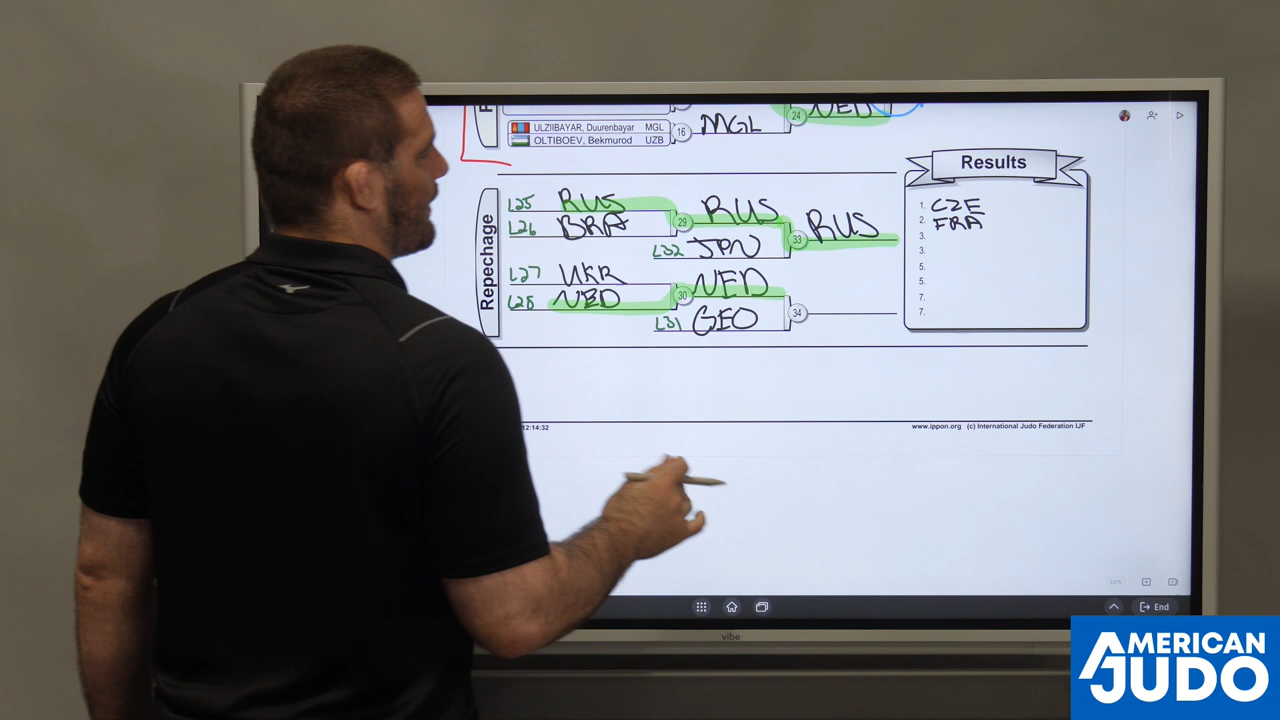 24 NED
ULZIIBAYAR, Duurenbayar MGL
OLTIBOEV, Bekmurod UZB
16 MGL
Repechage
L25 RUS
L26 BRA
29 RUS
L32 JPN
33 RUS
L27 UKR
L28 NED
30 NED
L31 GEO
34
Results
1. CZE
2. FRA
3.
3.
5.
5.
7.
7.
12:14:32
www.ippon.org (c) International Judo Federation IJF
End
vibe
AMERICAN
JUDO